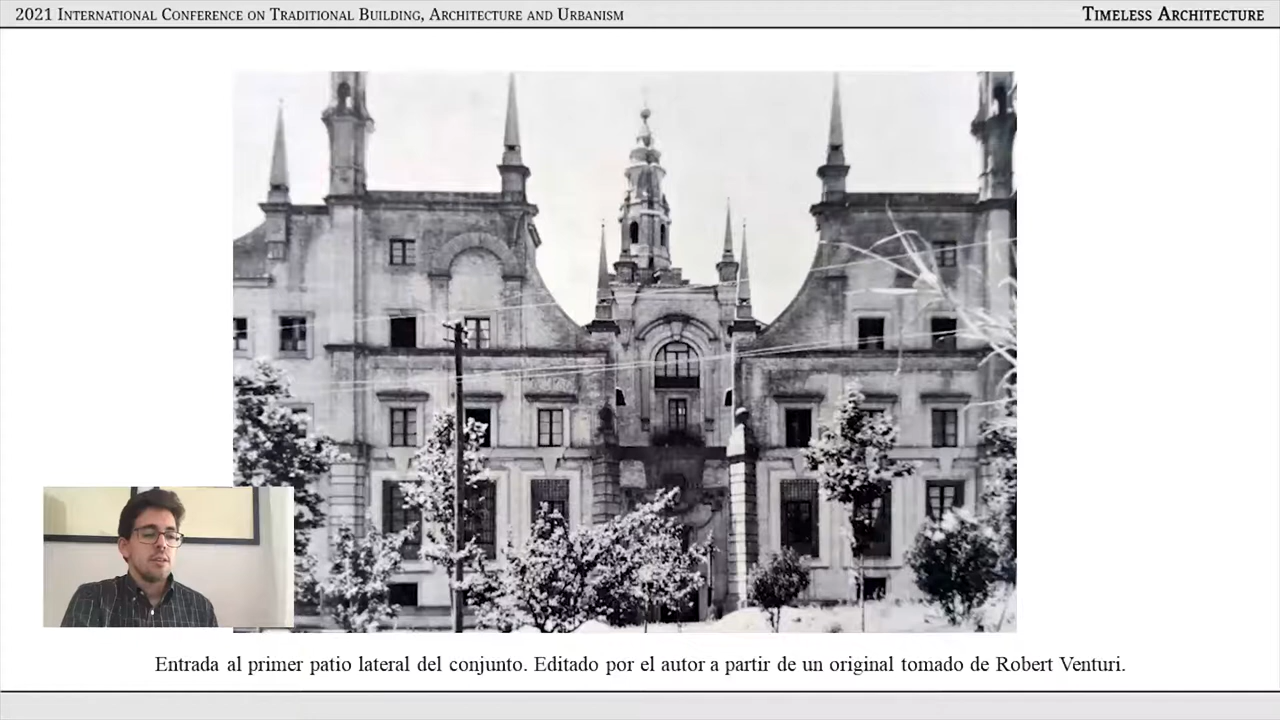 2021 International Conference on Traditional Building, Architecture and Urbanism
Timeless Architecture
Entrada al primer patio lateral del conjunto. Editado por el autor a partir de un original tomado de Robert Venturi.